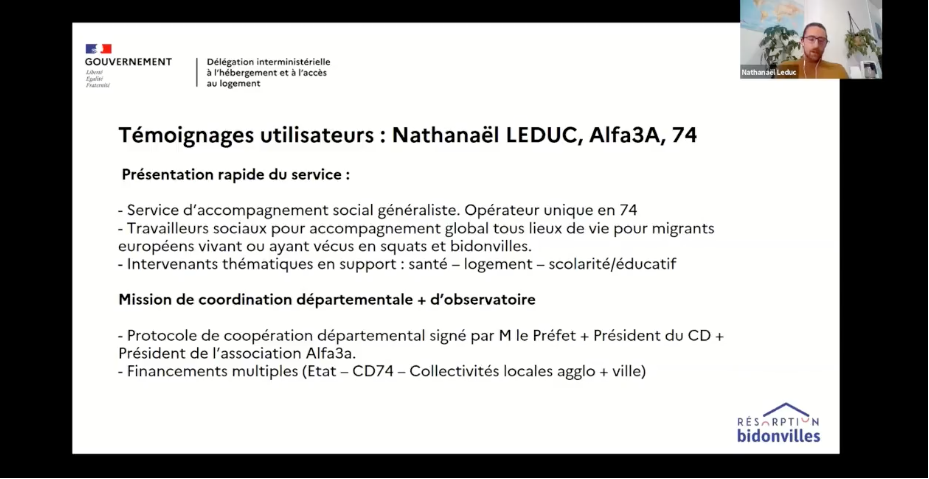 Nathanaël Leduc
GOUVERNEMENT
Liberté
Égalité
Fraternité
Délégation interministérielle
à l'hébergement et à l'accès
au logement
Témoignages utilisateurs : Nathanaël LEDUC, Alfa3A, 74
Présentation rapide du service :
- Service d'accompagnement social généraliste. Opérateur unique en 74
- Travailleurs sociaux pour accompagnement global tous lieux de vie pour migrants
européens vivant ou ayant vécus en squats et bidonvilles.
- Intervenants thématiques en support : santé – logement – scolarité/éducatif
Mission de coordination départementale + d'observatoire
- Protocole de coopération départemental signé par M le Préfet + Président du CD +
Président de l'association Alfa3a.
- Financements multiples (Etat – CD74 – Collectivités locales agglo + ville)
RÉSORPTION
bidonvilles